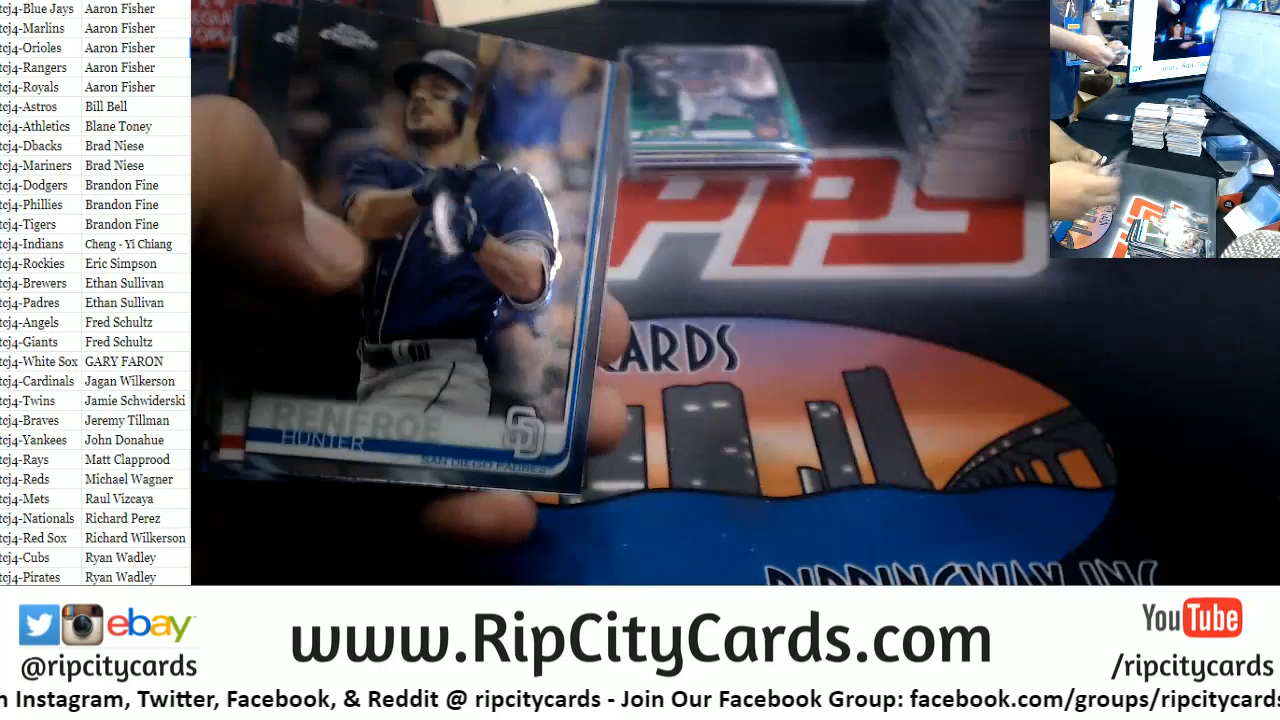 tcj4-Blue Jays Aaron Fisher
tcj4-Marlins Aaron Fisher
tcj4-Orioles Aaron Fisher
tcj4-Rangers Aaron Fisher
tcj4-Royals Aaron Fisher
tcj4-Astros Bill Bell
tcj4-Athletics Blane Toney
tcj4-Dbacks Brad Niese
tcj4-Mariners Brad Niese
tcj4-Dodgers Brandon Fine
tcj4-Phillies Brandon Fine
tcj4-Tigers Brandon Fine
tcj4-Indians Cheng - Yi Chiang
tcj4-Rockies Eric Simpson
tcj4-Brewers Ethan Sullivan
tcj4-Padres Ethan Sullivan
tcj4-Angels Fred Schultz
tcj4-Giants Fred Schultz
tcj4-White Sox GARY FARON
tcj4-Cardinals Jagan Wilkerson
tcj4-Twins Jamie Schwiderski
tcj4-Braves Jeremy Tillman
tcj4-Yankees John Donahue
tcj4-Rays Matt Clapprood
tcj4-Reds Michael Wagner
tcj4-Mets Raul Vizcaya
tcj4-Nationals Richard Perez
tcj4-Red Sox Richard Wilkerson
tcj4-Cubs Ryan Wadley
tcj4-Pirates Ryan Wadley
RENFROE
HUNTER
SAN DIEGO PADRES
SD
PPS
CARDS
RIPPINGWAX INC
ebay
@ripcitycards
www.RipCityCards.com
YouTube
/ripcitycards
n Instagram, Twitter, Facebook, & Reddit @ ripcitycards - Join Our Facebook Group: facebook.com/groups/ripcitycards